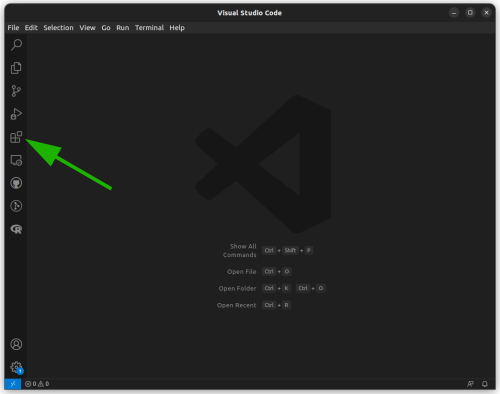 Visual Studio Code
File Edit Selection View Go Run Terminal Help
Show All
Commands Ctrl + Shift + P
Open File Ctrl + O
Open Folder Ctrl + K Ctrl + O
Open Recent Ctrl + R
R
1
0 0